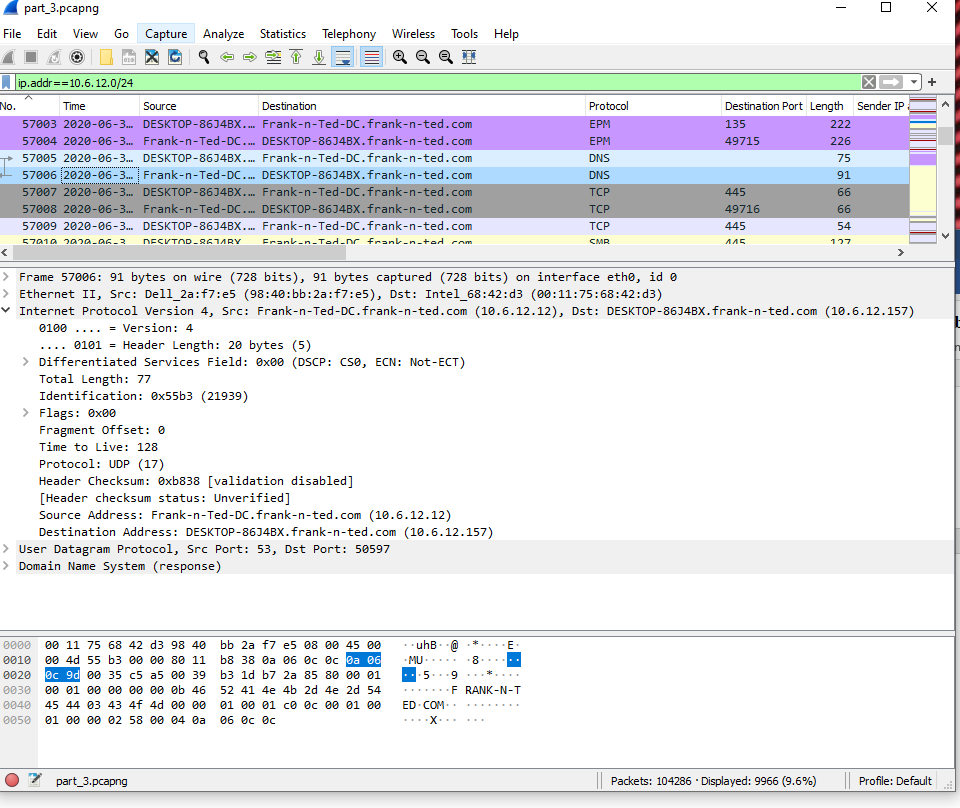 part_3.pcapng
File Edit View Go Capture Analyze Statistics Telephony Wireless Tools Help
ip.addr==10.6.12.0/24
No. Time Source Destination Protocol Destination Port Length Sender IP
57003 2020-06-3… DESKTOP-86J4BX.… Frank-n-Ted-DC.frank-n-ted.com EPM 135 222
57004 2020-06-3… Frank-n-Ted-DC.… DESKTOP-86J4BX.frank-n-ted.com EPM 49715 226
57005 2020-06-3… DESKTOP-86J4BX.… Frank-n-Ted-DC.frank-n-ted.com DNS 75
57006 2020-06-3… Frank-n-Ted-DC.… DESKTOP-86J4BX.frank-n-ted.com DNS 91
57007 2020-06-3… DESKTOP-86J4BX.… Frank-n-Ted-DC.frank-n-ted.com TCP 445 66
57008 2020-06-3… Frank-n-Ted-DC.… DESKTOP-86J4BX.frank-n-ted.com TCP 49716 66
57009 2020-06-3… DESKTOP-86J4BX.… Frank-n-Ted-DC.frank-n-ted.com TCP 445 54
57010 2020-06-3… DESKTOP-86J4BX.… Frank-n-Ted-DC.frank-n-ted.com SMB 445 127
Frame 57006: 91 bytes on wire (728 bits), 91 bytes captured (728 bits) on interface eth0, id 0
Ethernet II, Src: Dell_2a:f7:e5 (98:40:bb:2a:f7:e5), Dst: Intel_68:42:d3 (00:11:75:68:42:d3)
Internet Protocol Version 4, Src: Frank-n-Ted-DC.frank-n-ted.com (10.6.12.12), Dst: DESKTOP-86J4BX.frank-n-ted.com (10.6.12.157)
0100 .... = Version: 4
.... 0101 = Header Length: 20 bytes (5)
Differentiated Services Field: 0x00 (DSCP: CS0, ECN: Not-ECT)
Total Length: 77
Identification: 0x55b3 (21939)
Flags: 0x00
Fragment Offset: 0
Time to Live: 128
Protocol: UDP (17)
Header Checksum: 0xb838 [validation disabled]
[Header checksum status: Unverified]
Source Address: Frank-n-Ted-DC.frank-n-ted.com (10.6.12.12)
Destination Address: DESKTOP-86J4BX.frank-n-ted.com (10.6.12.157)
User Datagram Protocol, Src Port: 53, Dst Port: 50597
Domain Name System (response)
0000 00 11 75 68 42 d3 98 40 bb 2a f7 e5 08 00 45 00 ··uhB··@ ·*····E·
0010 00 4d 55 b3 00 00 80 11 b8 38 0a 06 0c 0c 0a 06 ·MU····· ·8······
0020 0c 9d 00 35 c5 a5 00 39 b3 1d b7 2a 85 80 00 01 ···5···9 ···*····
0030 00 01 00 00 00 00 0b 46 52 41 4e 4b 2d 4e 2d 54 ·······F RANK-N-T
0040 45 44 03 43 4f 4d 00 00 01 00 01 c0 0c 00 01 00 ED·COM·· ········
0050 01 00 00 02 58 00 04 0a 06 0c 0c ····X··· ···
part_3.pcapng Packets: 104286 · Displayed: 9966 (9.6%) Profile: Default